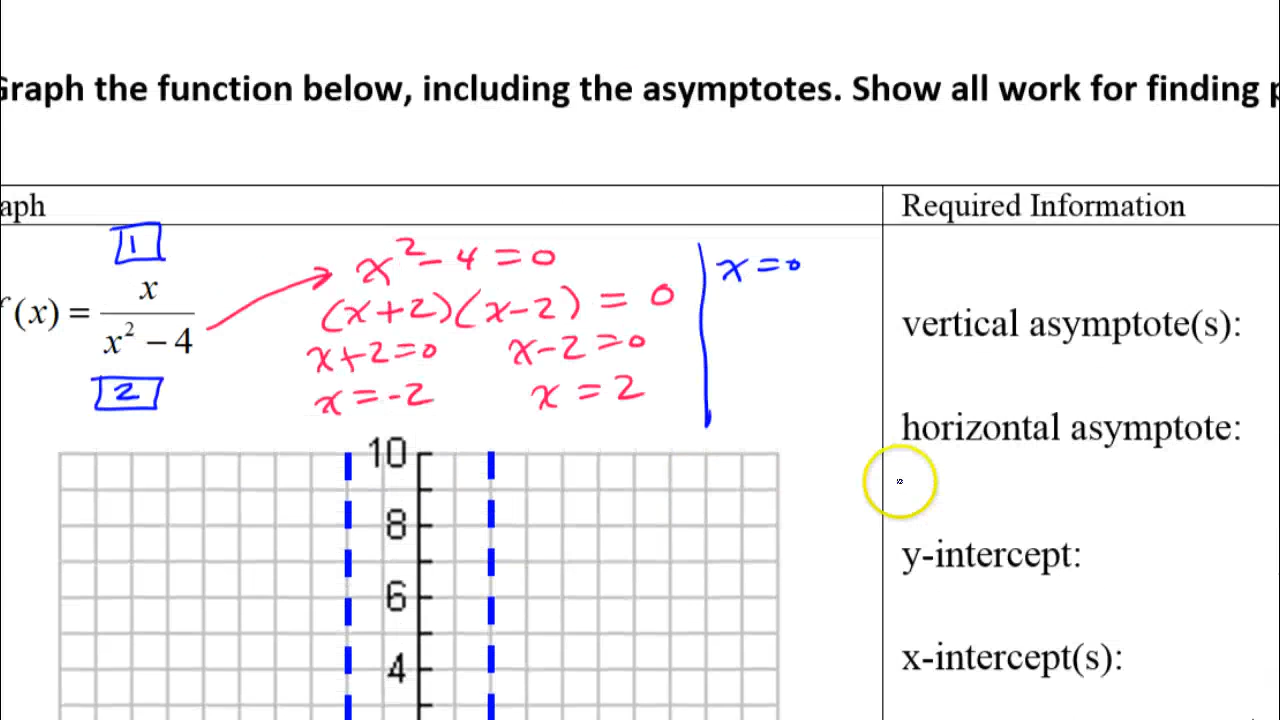 Graph the function below, including the asymptotes. Show all work for finding p
aph
Required Information
1
f(x) = x / x² − 4
2
x² − 4 = 0
(x+2)(x−2) = 0
x+2=0 x−2=0
x=-2 x=2
x=0
vertical asymptote(s):
horizontal asymptote:
y-intercept:
x-intercept(s):
10
8
6
4